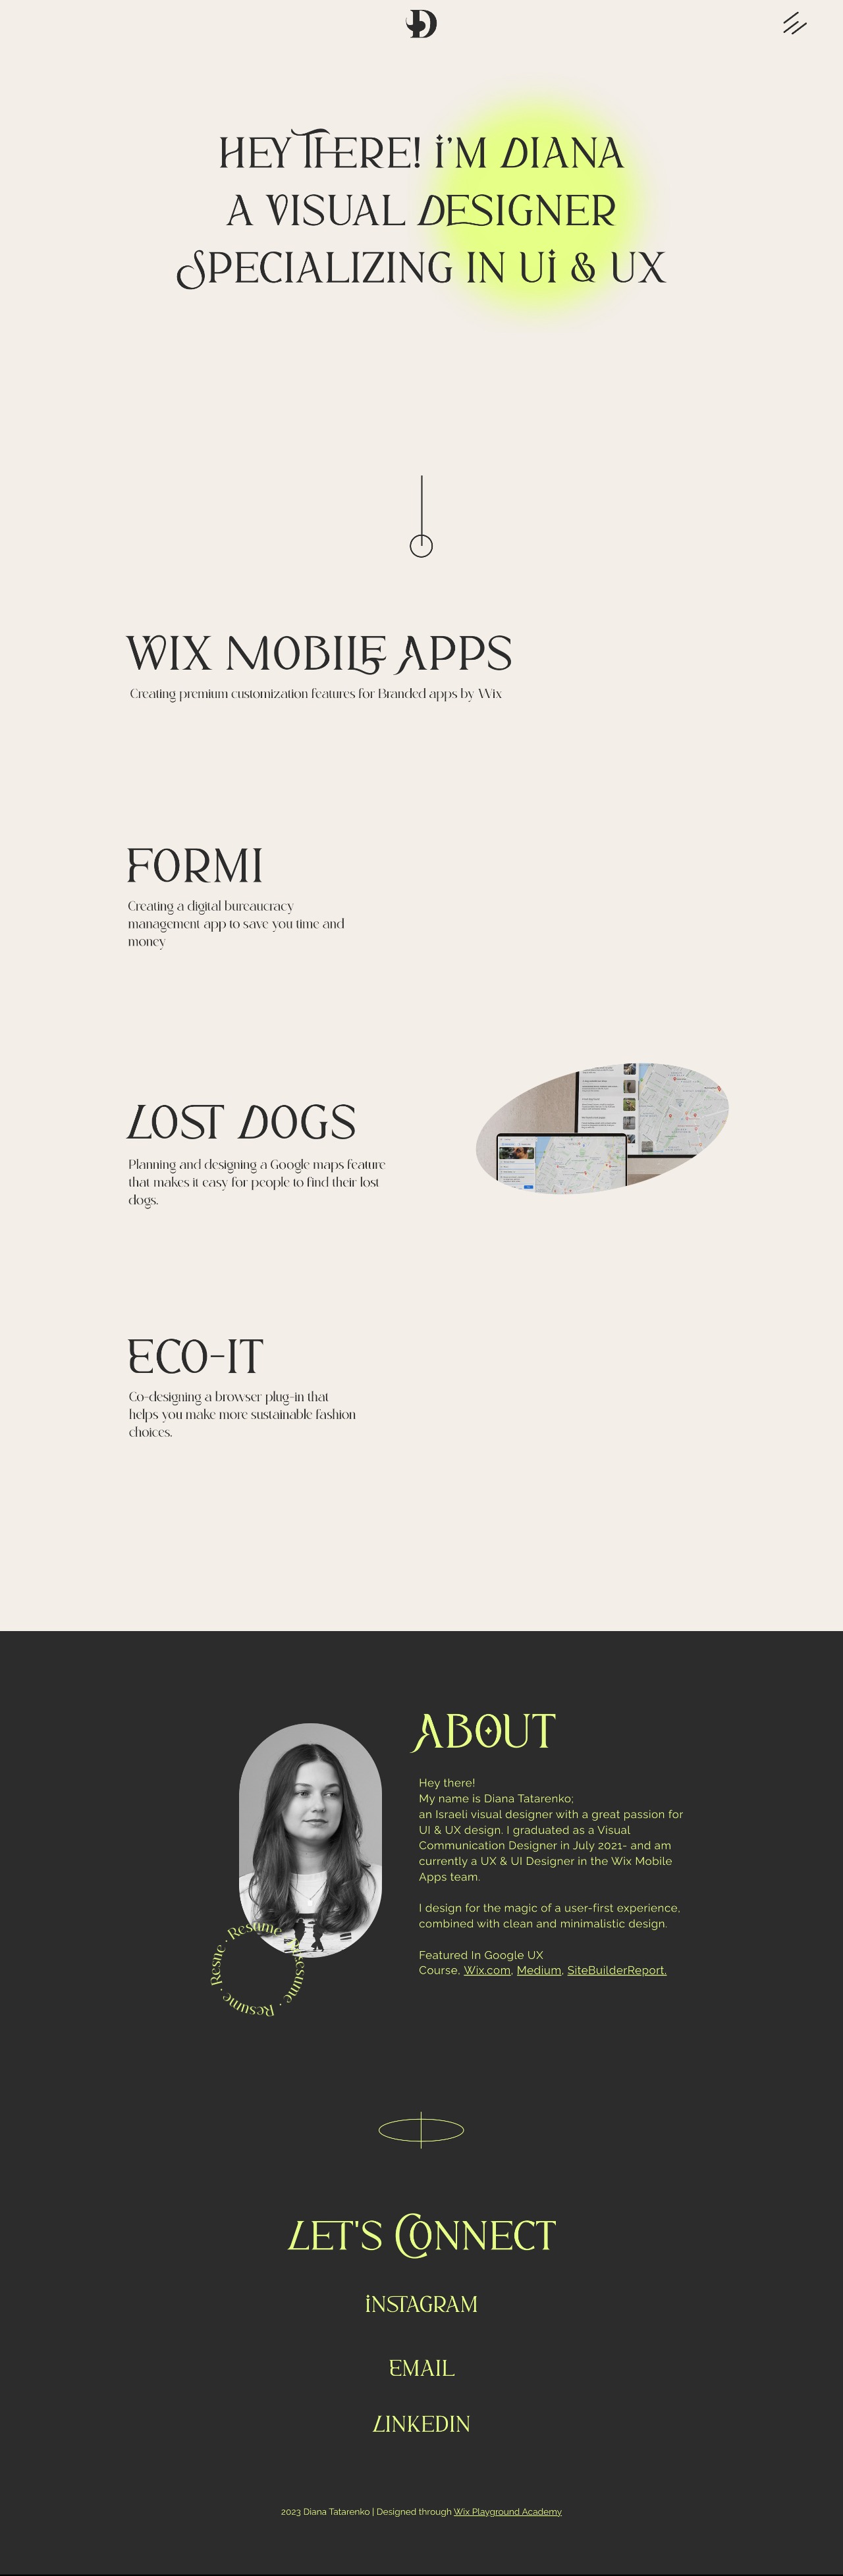 D
HEY THERE! I'M DIANA
A VISUAL DESIGNER
SPECIALIZING IN UI & UX
WIX MOBILE APPS
Creating premium customization features for Branded apps by Wix
FORMI
Creating a digital bureaucracy
management app to save you time and
money
LOST DOGS
Planning and designing a Google maps feature
that makes it easy for people to find their lost
dogs.
ECO-IT
Co-designing a browser plug-in that
helps you make more sustainable fashion
choices.
ABOUT
Hey there!
My name is Diana Tatarenko;
an Israeli visual designer with a great passion for
UI & UX design. I graduated as a Visual
Communication Designer in July 2021- and am
currently a UX & UI Designer in the Wix Mobile
Apps team.
I design for the magic of a user-first experience,
combined with clean and minimalistic design.
Featured In Google UX
Course, Wix.com, Medium, SiteBuilderReport.
Resume · Resume · Resume · Resume ·
LET'S CONNECT
INSTAGRAM
EMAIL
LINKEDIN
2023 Diana Tatarenko | Designed through Wix Playground Academy